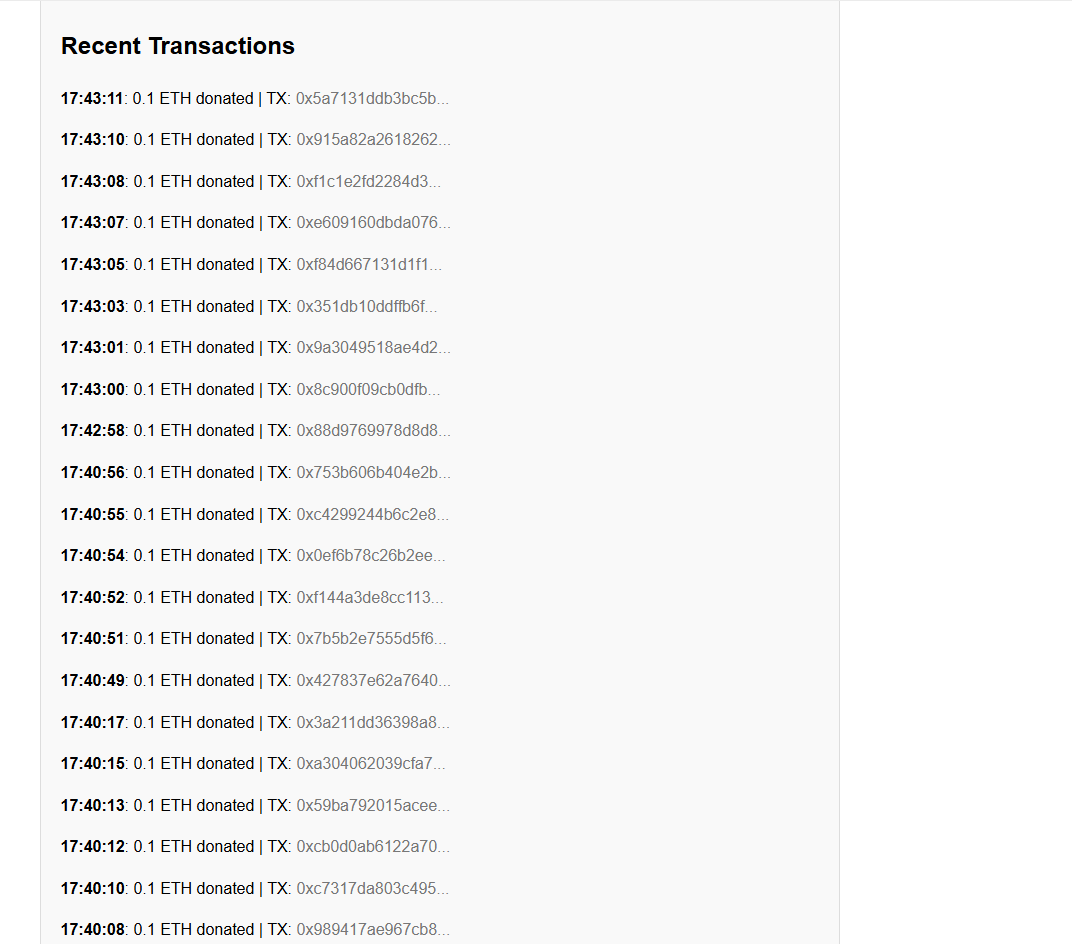 Recent Transactions
17:43:11: 0.1 ETH donated | TX: 0x5a7131ddb3bc5b...
17:43:10: 0.1 ETH donated | TX: 0x915a82a2618262...
17:43:08: 0.1 ETH donated | TX: 0xf1c1e2fd2284d3...
17:43:07: 0.1 ETH donated | TX: 0xe609160dbda076...
17:43:05: 0.1 ETH donated | TX: 0xf84d667131d1f1...
17:43:03: 0.1 ETH donated | TX: 0x351db10ddffb6f...
17:43:01: 0.1 ETH donated | TX: 0x9a3049518ae4d2...
17:43:00: 0.1 ETH donated | TX: 0x8c900f09cb0dfb...
17:42:58: 0.1 ETH donated | TX: 0x88d9769978d8d8...
17:40:56: 0.1 ETH donated | TX: 0x753b606b404e2b...
17:40:55: 0.1 ETH donated | TX: 0xc4299244b6c2e8...
17:40:54: 0.1 ETH donated | TX: 0x0ef6b78c26b2ee...
17:40:52: 0.1 ETH donated | TX: 0xf144a3de8cc113...
17:40:51: 0.1 ETH donated | TX: 0x7b5b2e7555d5f6...
17:40:49: 0.1 ETH donated | TX: 0x427837e62a7640...
17:40:17: 0.1 ETH donated | TX: 0x3a211dd36398a8...
17:40:15: 0.1 ETH donated | TX: 0xa304062039cfa7...
17:40:13: 0.1 ETH donated | TX: 0x59ba792015acee...
17:40:12: 0.1 ETH donated | TX: 0xcb0d0ab6122a70...
17:40:10: 0.1 ETH donated | TX: 0xc7317da803c495...
17:40:08: 0.1 ETH donated | TX: 0x989417ae967cb8...